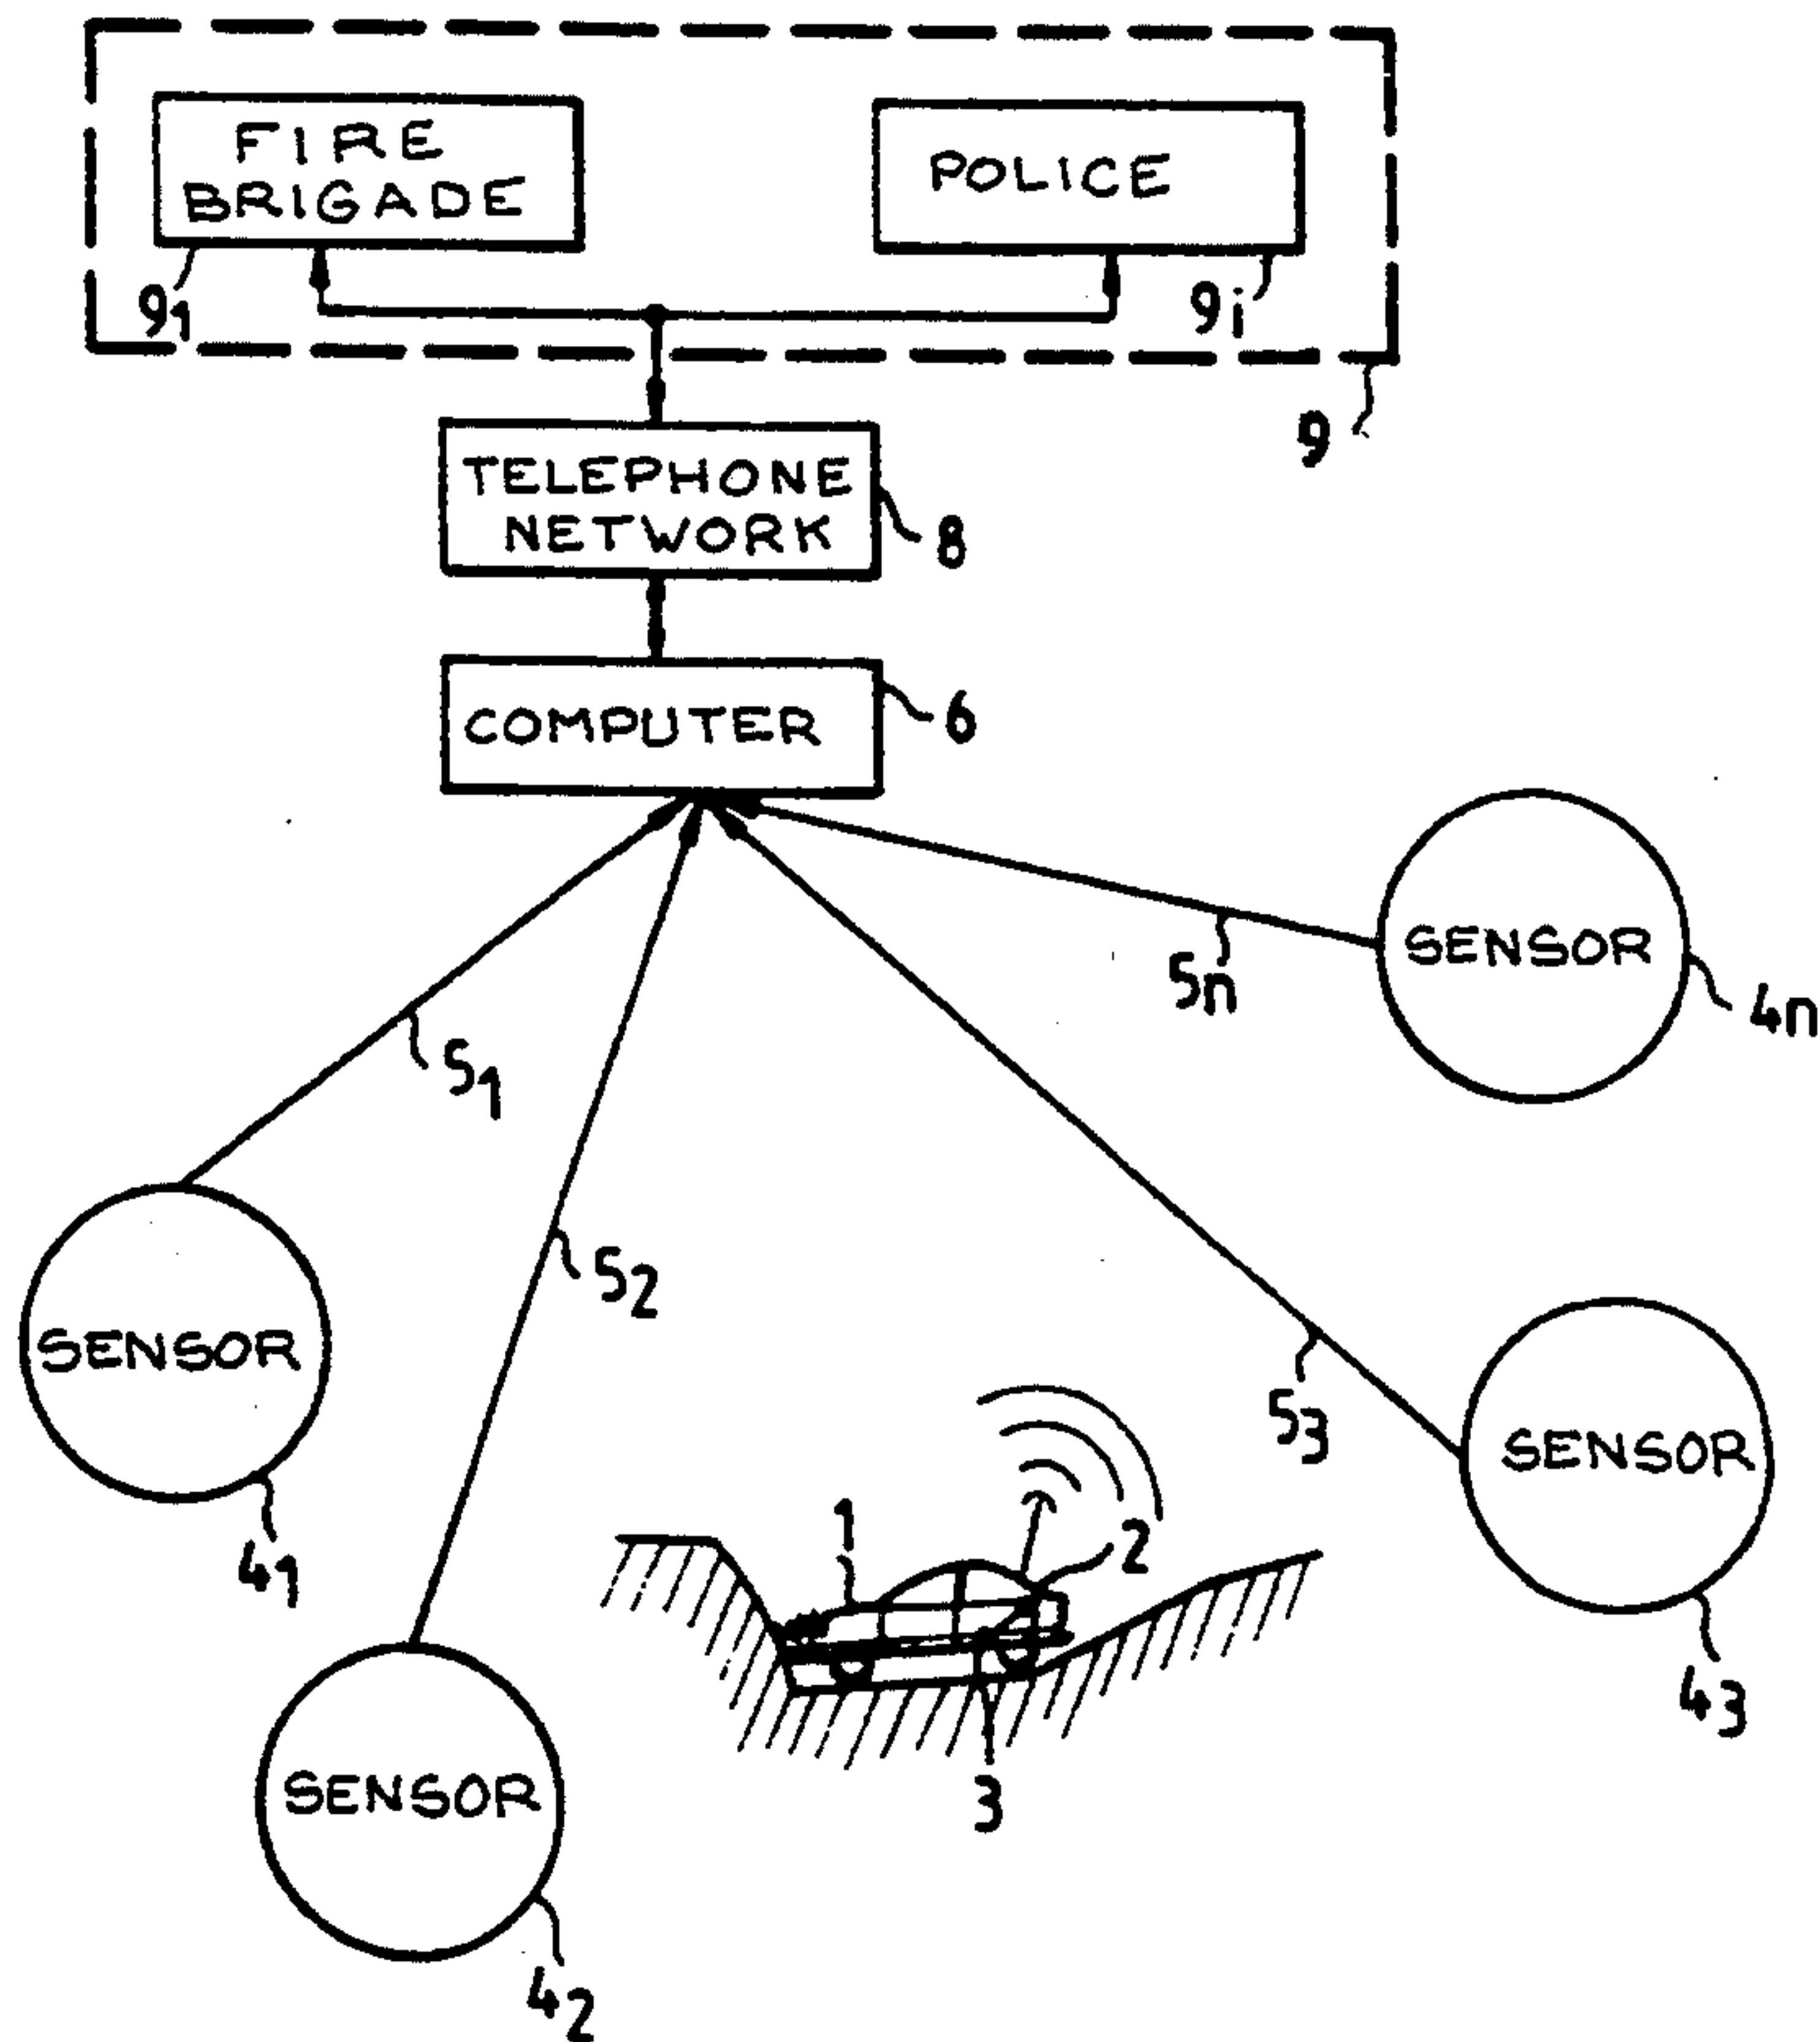 FIRE
BRIGADE
POLICE
91
9i
9
TELEPHONE
NETWORK
8
COMPUTER
6
SENSOR
5n
4n
51
52
SENSOR
53
SENSOR
1
2
41
43
SENSOR
3
42